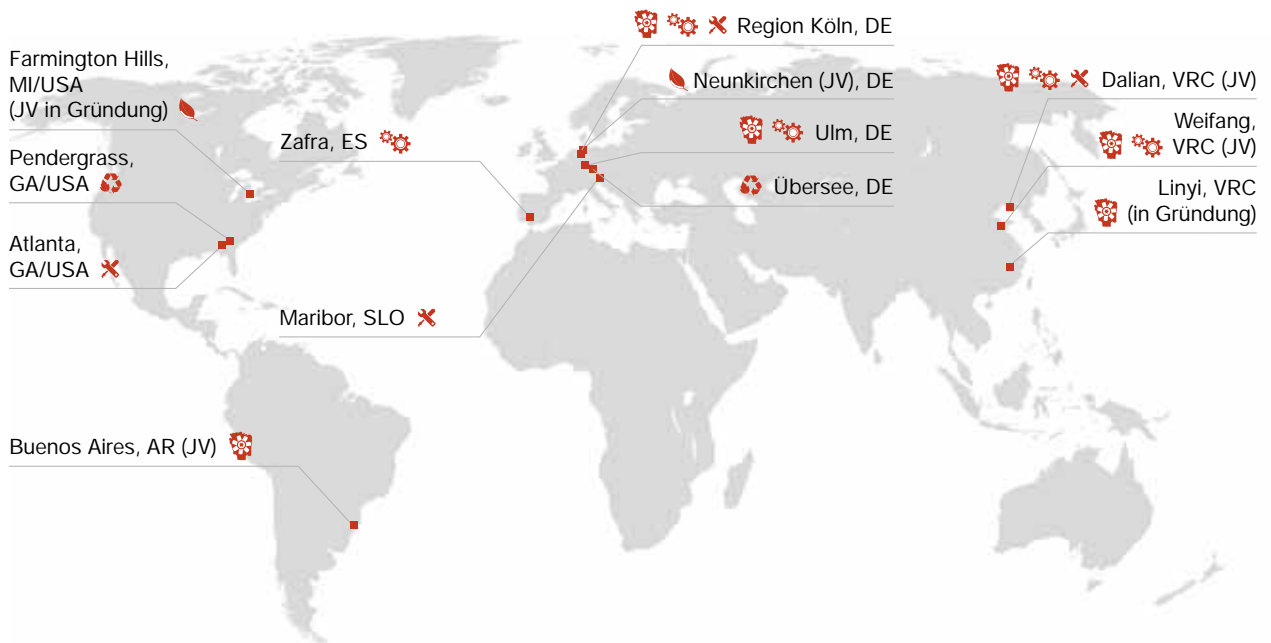 Farmington Hills,
MI/USA
(JV in Gründung)
Pendergrass,
GA/USA
Atlanta,
GA/USA
Buenos Aires, AR (JV)
Zafra, ES
Maribor, SLO
Region Köln, DE
Neunkirchen (JV), DE
Ulm, DE
Übersee, DE
Dalian, VRC (JV)
Weifang,
VRC (JV)
Linyi, VRC
(in Gründung)